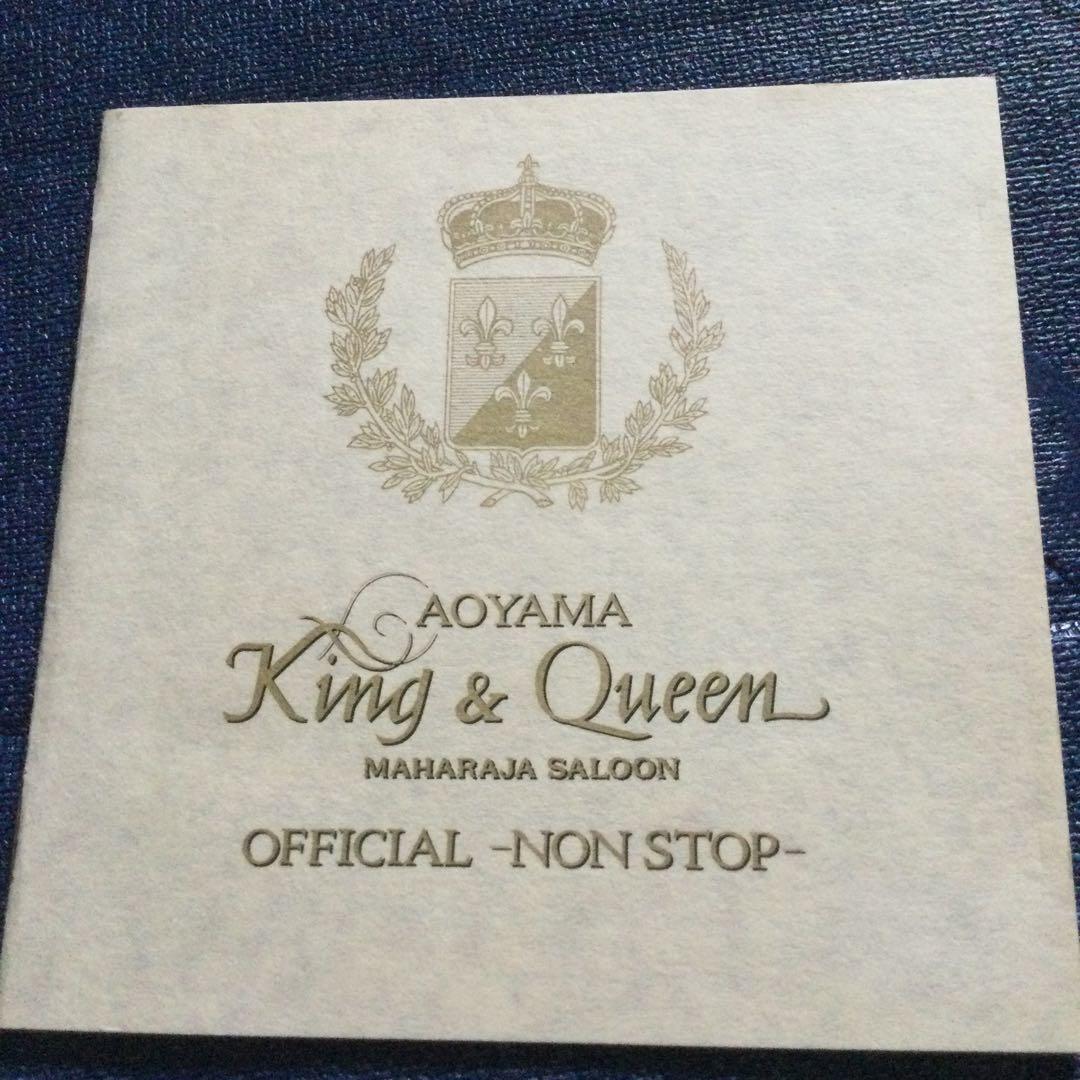 AOYAMA
King & Queen
MAHARAJA SALOON
OFFICIAL -NON STOP-